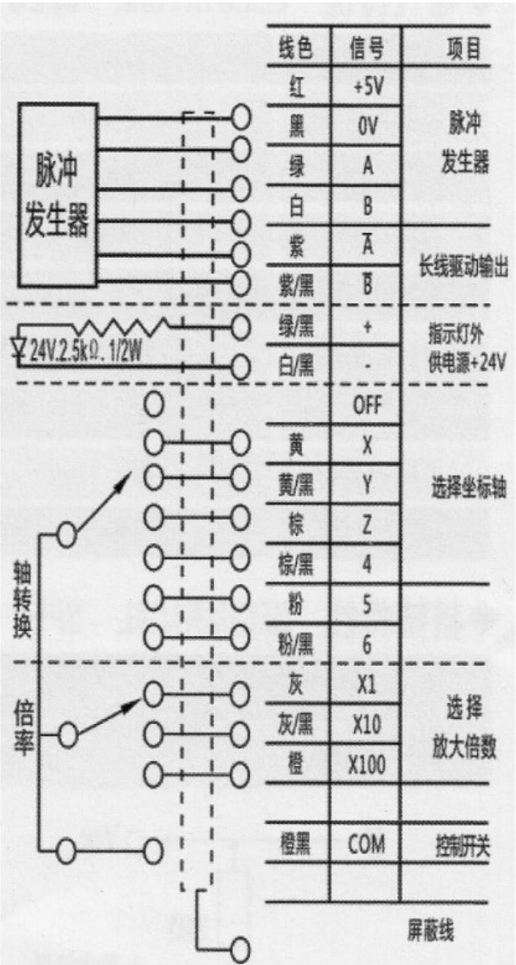 线色 信号 项目
红 +5V
黑 0V
绿 A
白 B
脉冲
发生器
紫 A̅
紫/黑 B̅
长线驱动输出
脉冲
发生器
绿/黑 +
白/黑 -
指示灯外
供电源+24V
24V.2.5kΩ.1/2W
OFF
黄 X
黄/黑 Y
棕 Z
棕/黑 4
粉 5
粉/黑 6
选择坐标轴
轴转换
灰 X1
灰/黑 X10
橙 X100
选择
放大倍数
倍率
橙黑 COM 控制开关
屏蔽线